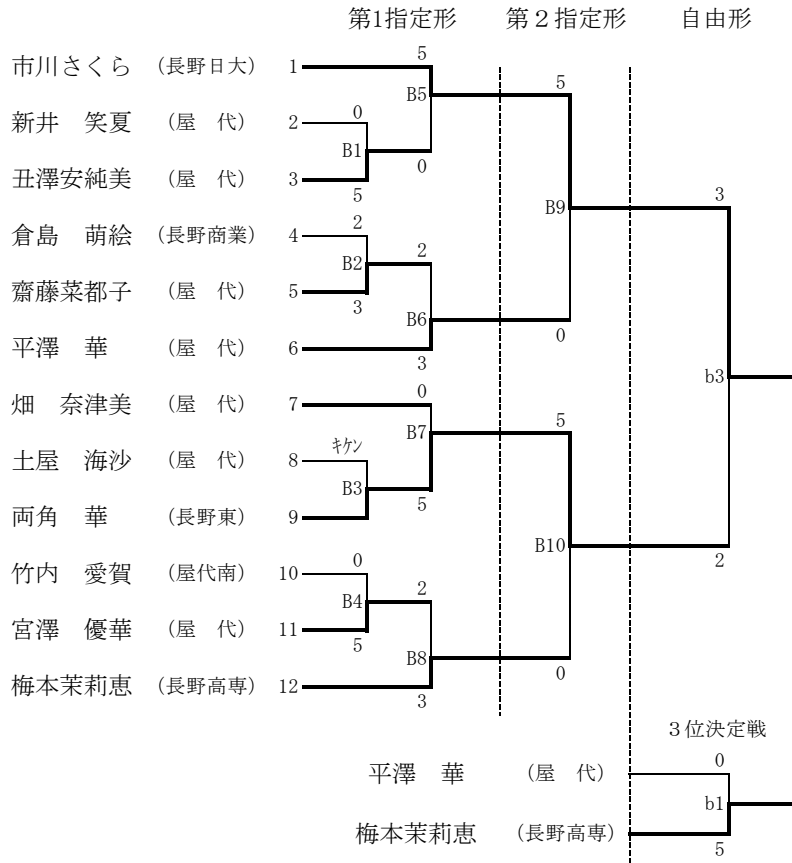 第1指定形 第２指定形 自由形
市川さくら (長野日大) 1 5
B5 5
新井 笑夏 (屋 代) 2 0
B1
丑澤安純美 (屋 代) 3 5 0
B9 3
倉島 萌絵 (長野商業) 4 2
B2 2
齋藤菜都子 (屋 代) 5 3
B6 0
平澤 華 (屋 代) 6 3
b3
畑 奈津美 (屋 代) 7 0
B7 5
土屋 海沙 (屋 代) 8 ｷｹﾝ
B3 5
両角 華 (長野東) 9
B10 2
竹内 愛賀 (屋代南) 10 0
B4 2
宮澤 優華 (屋 代) 11 5
B8 0
梅本茉莉恵 (長野高専) 12 3
３位決定戦
平澤 華 (屋 代) 0
b1
梅本茉莉恵 (長野高専) 5